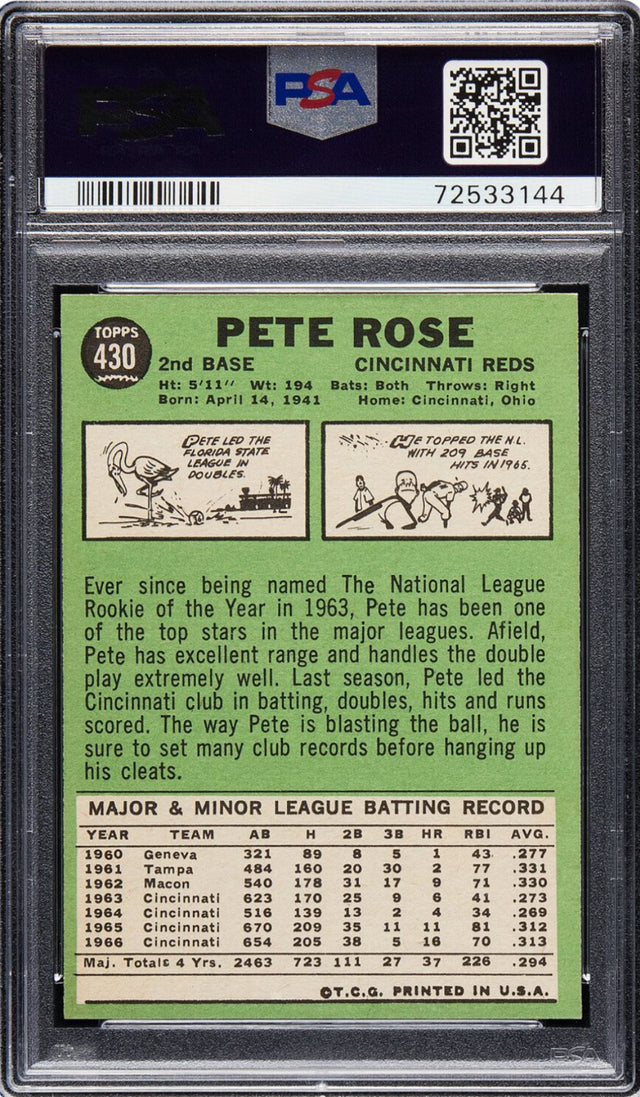 PSA
PSA
72533144
TOPPS
430
PETE ROSE
2nd BASE CINCINNATI REDS
Ht: 5'11" Wt: 194 Bats: Both Throws: Right
Born: April 14, 1941 Home: Cincinnati, Ohio
PETE LED THE
FLORIDA STATE
LEAGUE IN
DOUBLES.
HE TOPPED THE N.L.
WITH 209 BASE
HITS IN 1965.
Ever since being named The National League
Rookie of the Year in 1963, Pete has been one
of the top stars in the major leagues. Afield,
Pete has excellent range and handles the double
play extremely well. Last season, Pete led the
Cincinnati club in batting, doubles, hits and runs
scored. The way Pete is blasting the ball, he is
sure to set many club records before hanging up
his cleats.
MAJOR & MINOR LEAGUE BATTING RECORD
YEAR TEAM AB H 2B 3B HR RBI AVG.
1960 Geneva 321 89 8 5 1 43 .277
1961 Tampa 484 160 20 30 2 77 .331
1962 Macon 540 178 31 17 9 71 .330
1963 Cincinnati 623 170 25 9 6 41 .273
1964 Cincinnati 516 139 13 2 4 34 .269
1965 Cincinnati 670 209 35 11 11 81 .312
1966 Cincinnati 654 205 38 5 16 70 .313
Maj. Totals 4 Yrs. 2463 723 111 27 37 226 .294
©T.C.G. PRINTED IN U.S.A.
PSA